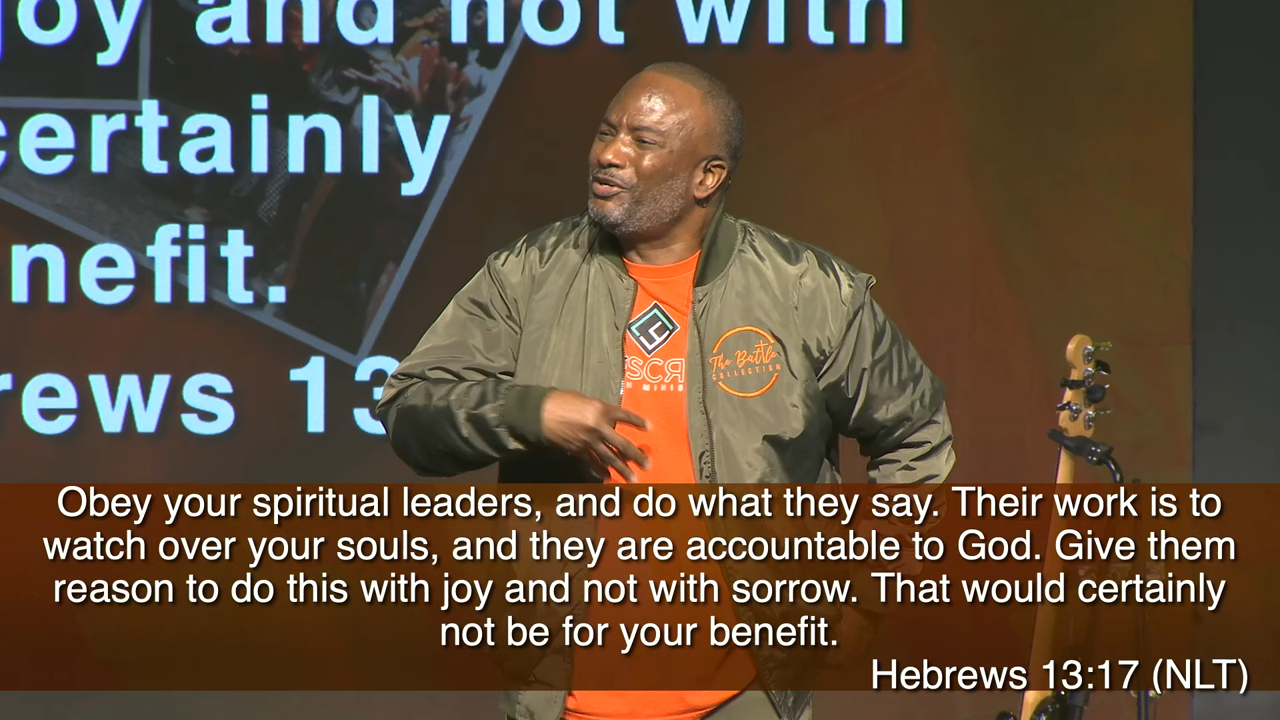 joy and not with
certainly
nefit.
rews 13
The Battle
COLLECTION
Obey your spiritual leaders, and do what they say. Their work is to
watch over your souls, and they are accountable to God. Give them
reason to do this with joy and not with sorrow. That would certainly
not be for your benefit.
Hebrews 13:17 (NLT)